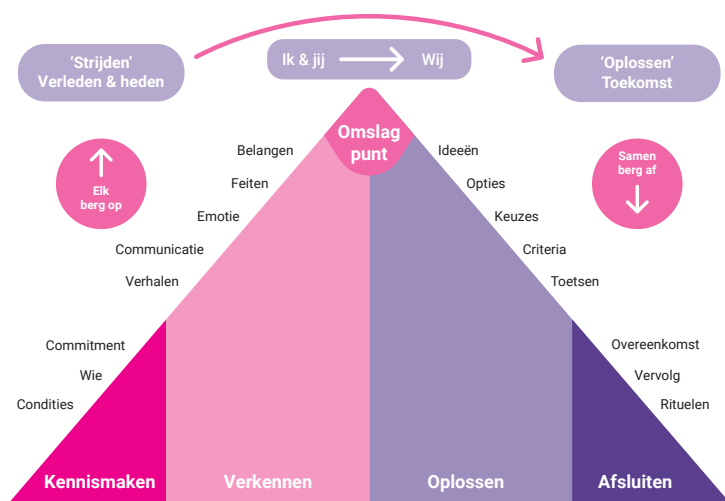 'Strijden'
Verleden & heden
Ik & jij
Wij
'Oplossen'
Toekomst
Omslag
punt
Elk
berg op
Samen
berg af
Belangen
Feiten
Emotie
Communicatie
Verhalen
Commitment
Wie
Condities
Ideeën
Opties
Keuzes
Criteria
Toetsen
Overeenkomst
Vervolg
Rituelen
Kennismaken
Verkennen
Oplossen
Afsluiten